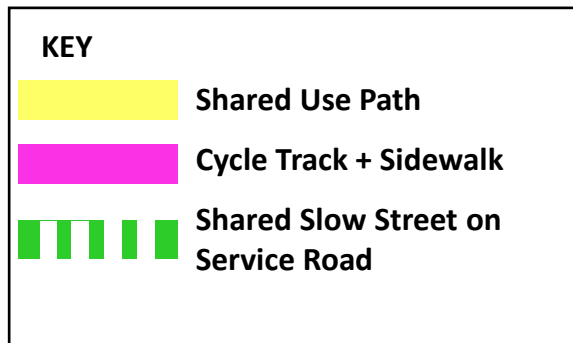 KEY
Shared Use Path
Cycle Track + Sidewalk
Shared Slow Street on
Service Road